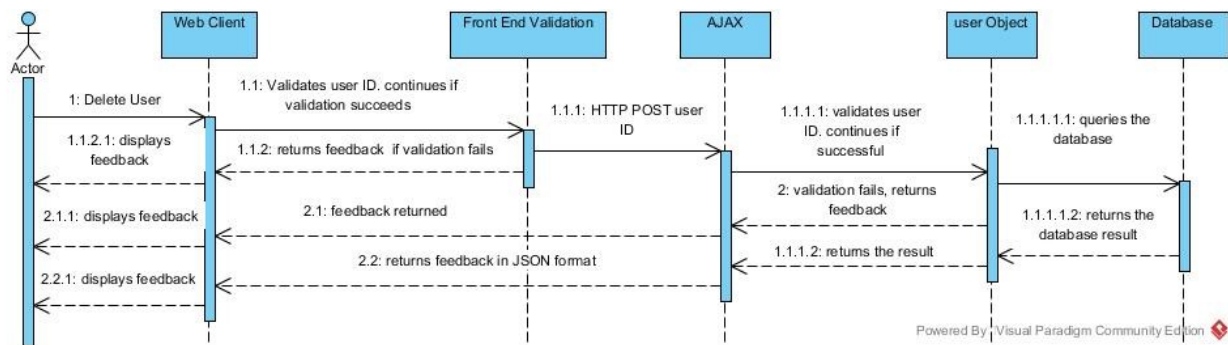 Web Client
Front End Validation
AJAX
user Object
Database
Actor
1: Delete User
1.1: Validates user ID. continues if
validation succeeds
1.1.1: HTTP POST user
ID
1.1.1.1: validates user
ID. continues if
successful
1.1.1.1.1: queries the
database
1.1.2.1: displays
feedback
1.1.2: returns feedback if validation fails
2: validation fails, returns
feedback
1.1.1.1.2: returns the
database result
2.1.1: displays feedback
2.1: feedback returned
1.1.1.2: returns the result
2.2: returns feedback in JSON format
2.2.1: displays feedback
Powered By Visual Paradigm Community Edition